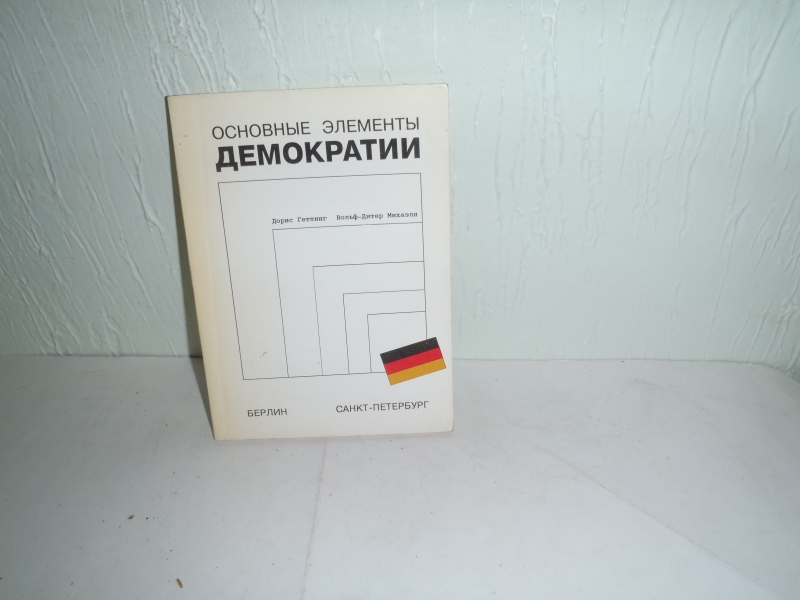 ОСНОВНЫЕ ЭЛЕМЕНТЫ
ДЕМОКРАТИИ
Дорис Геттинг Вольф-Дитер Михаэли
БЕРЛИН САНКТ-ПЕТЕРБУРГ